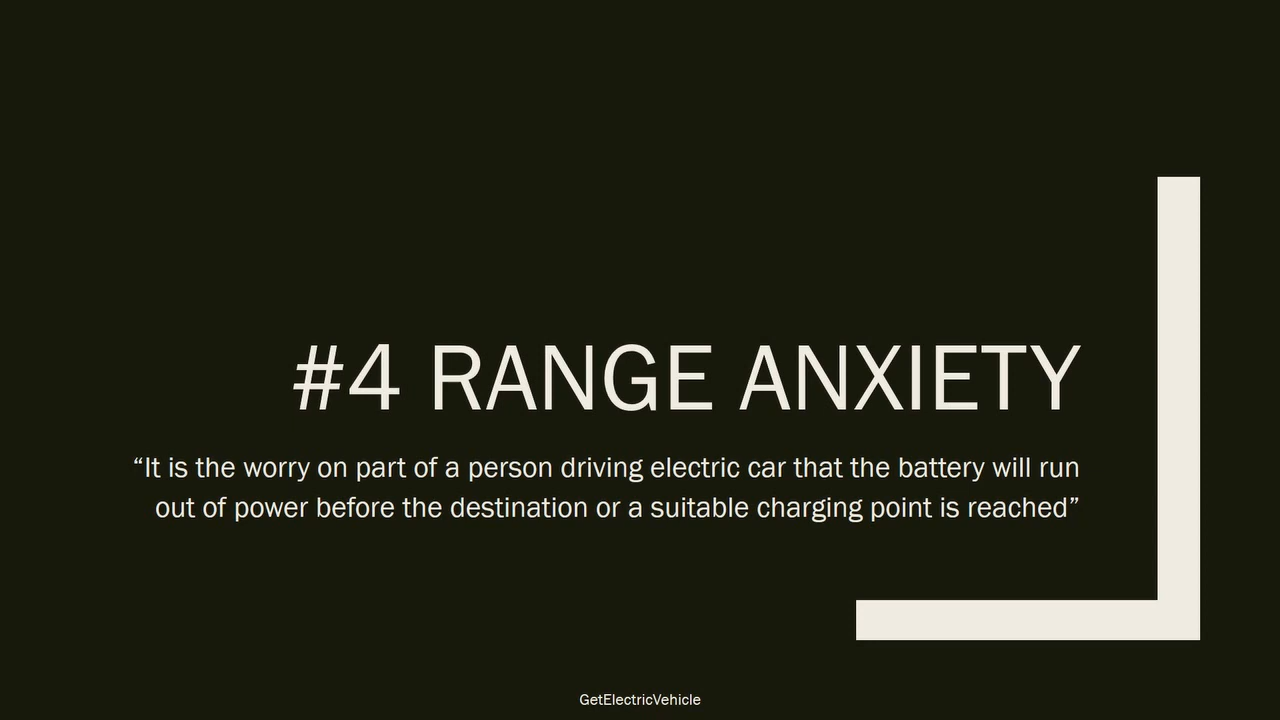 #4 RANGE ANXIETY
“It is the worry on part of a person driving electric car that the battery will run
out of power before the destination or a suitable charging point is reached”
GetElectricVehicle